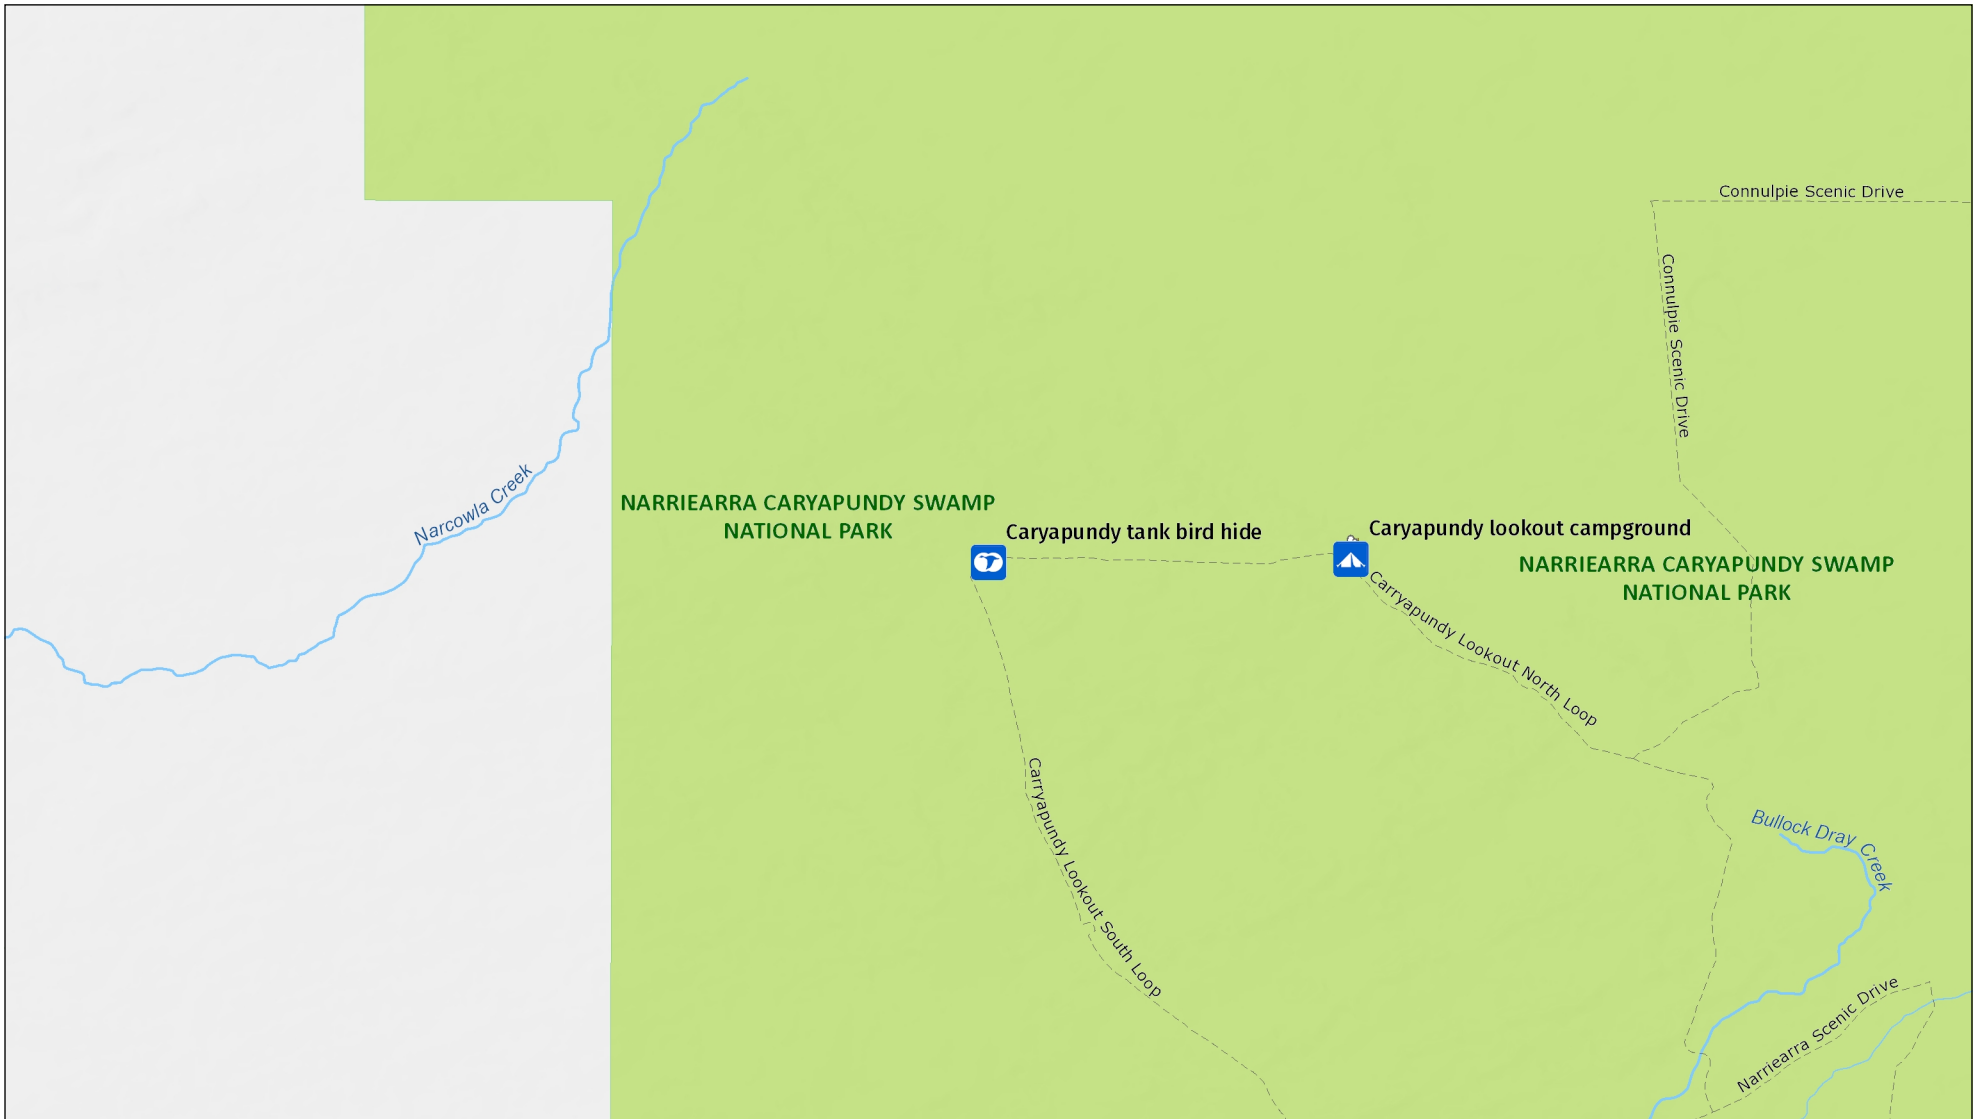 Connulpie Scenic Drive
Connulpie Scenic Drive
Narcowla Creek
NARRIEARRA CARYAPUNDY SWAMP
NATIONAL PARK
Caryapundy tank bird hide
Caryapundy lookout campground
NARRIEARRA CARYAPUNDY SWAMP
NATIONAL PARK
Carryapundy Lookout North Loop
Carryapundy Lookout South Loop
Bullock Dray Creek
Narriearra Scenic Drive